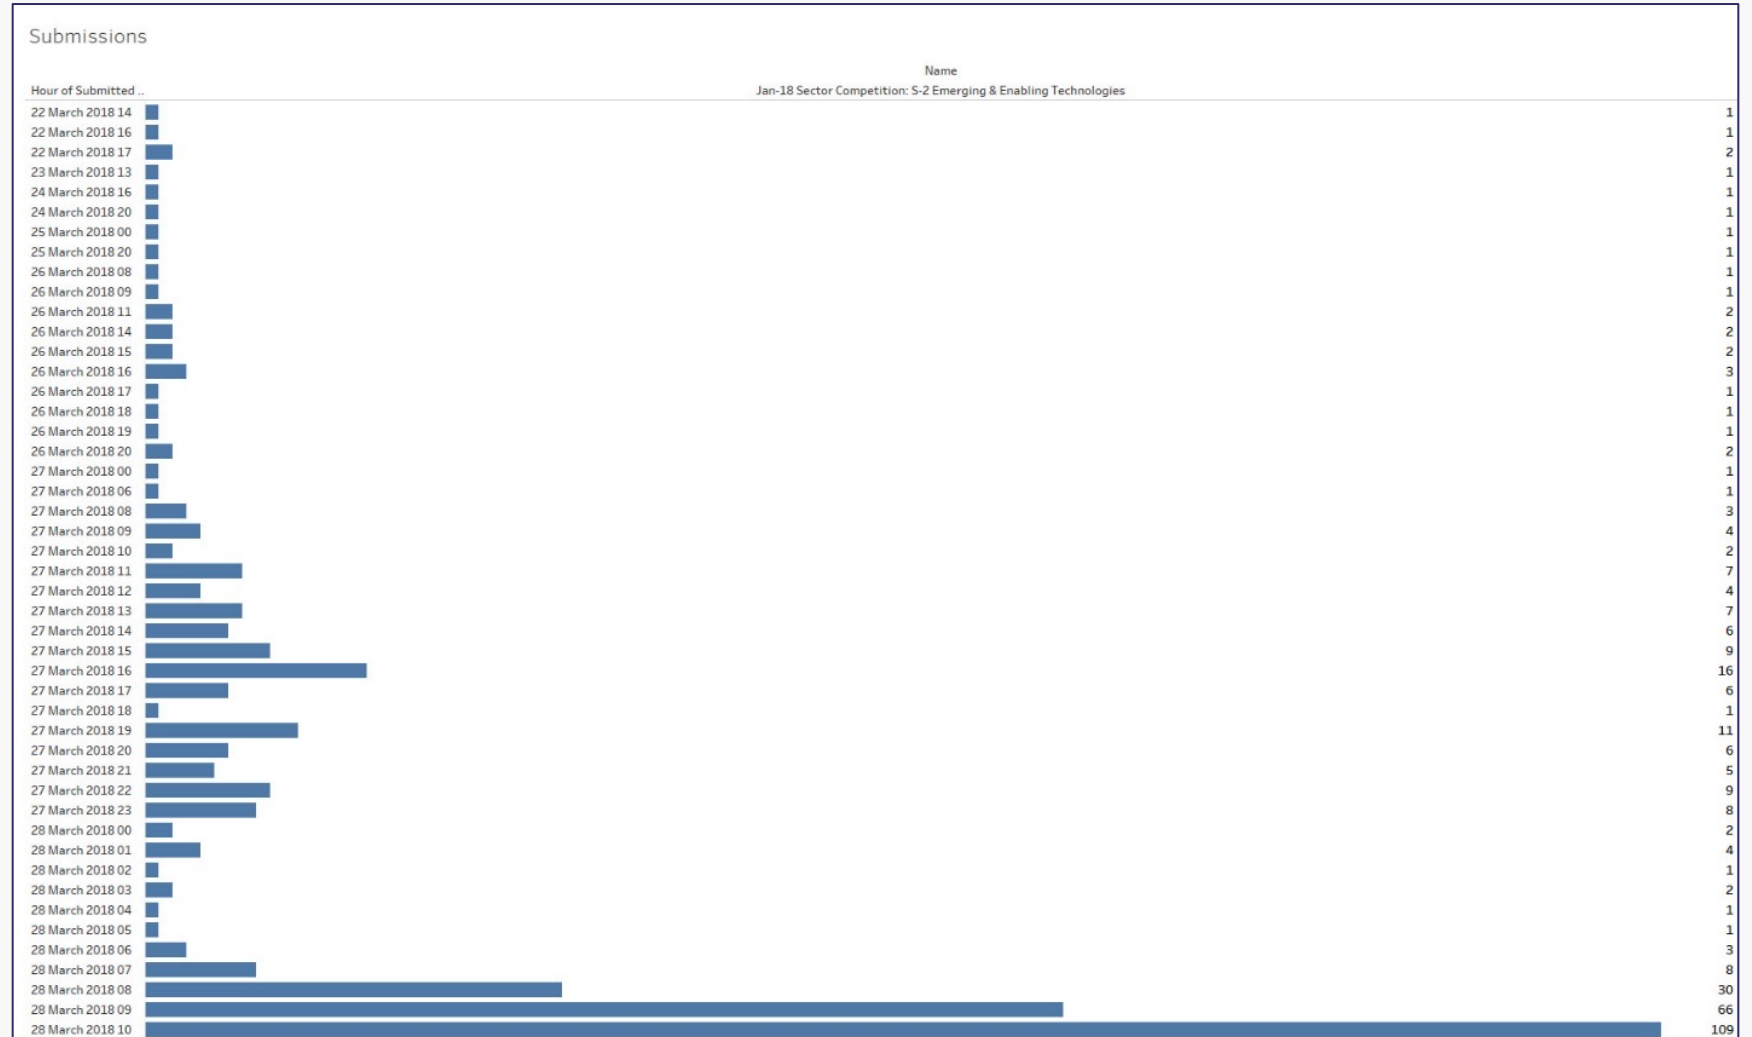 Submissions
Name
Hour of Submitted .. Jan-18 Sector Competition: S-2 Emerging & Enabling Technologies
22 March 2018 14 1
22 March 2018 16 1
22 March 2018 17 2
23 March 2018 13 1
24 March 2018 16 1
24 March 2018 20 1
25 March 2018 00 1
25 March 2018 20 1
26 March 2018 08 1
26 March 2018 09 1
26 March 2018 11 2
26 March 2018 14 2
26 March 2018 15 2
26 March 2018 16 3
26 March 2018 17 1
26 March 2018 18 1
26 March 2018 19 1
26 March 2018 20 2
27 March 2018 00 1
27 March 2018 06 1
27 March 2018 08 3
27 March 2018 09 4
27 March 2018 10 2
27 March 2018 11 7
27 March 2018 12 4
27 March 2018 13 7
27 March 2018 14 6
27 March 2018 15 9
27 March 2018 16 16
27 March 2018 17 6
27 March 2018 18 1
27 March 2018 19 11
27 March 2018 20 6
27 March 2018 21 5
27 March 2018 22 9
27 March 2018 23 8
28 March 2018 00 2
28 March 2018 01 4
28 March 2018 02 1
28 March 2018 03 2
28 March 2018 04 1
28 March 2018 05 1
28 March 2018 06 3
28 March 2018 07 8
28 March 2018 08 30
28 March 2018 09 66
28 March 2018 10 109